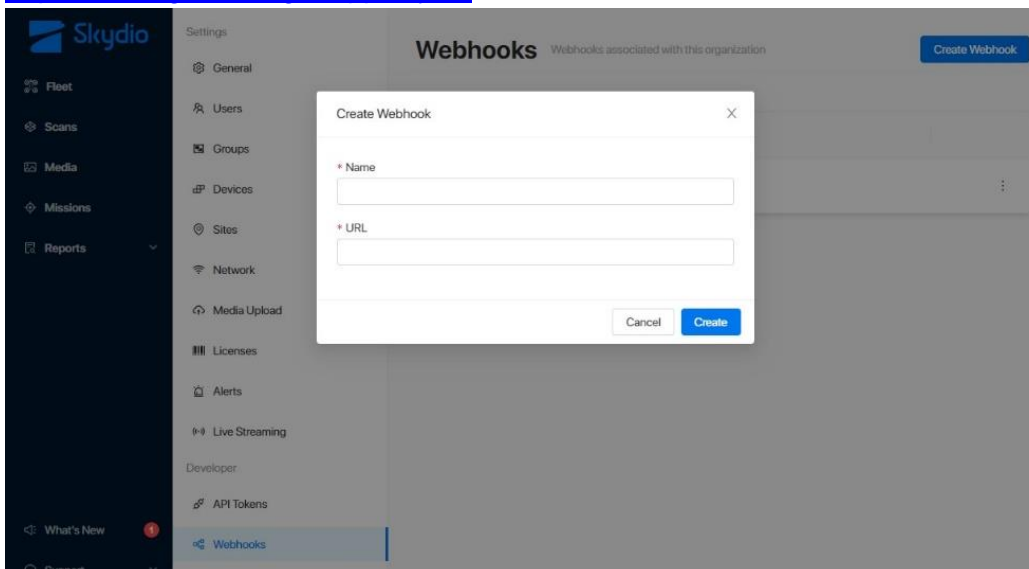 Skydio
Fleet
Scans
Media
Missions
Reports
What's New
1
Settings
General
Users
Groups
Devices
Sites
Network
Media Upload
Licenses
Alerts
Live Streaming
Developer
API Tokens
Webhooks
Webhooks Webhooks associated with this organization
Create Webhook
Create Webhook
* Name
* URL
Cancel Create